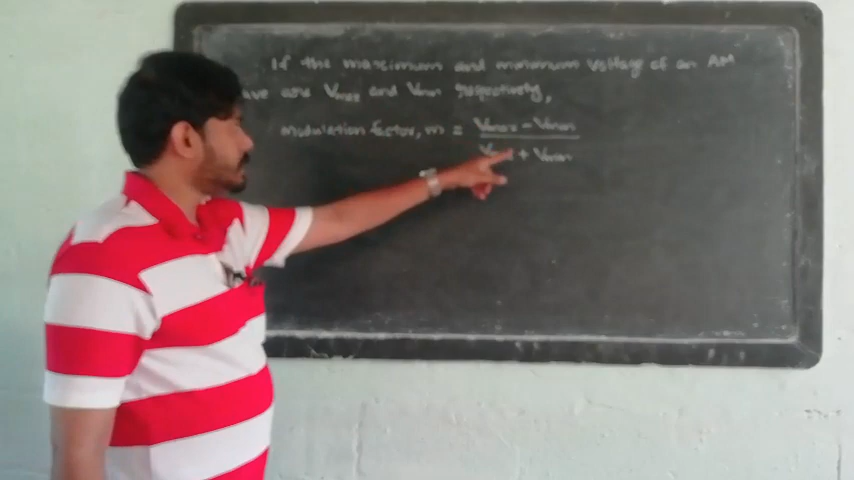 If the maximum and minimum voltage of an AM
ave are Vmax and Vmin respectively,
modulation factor, m = Vmax - Vmin
Vmax + Vmin